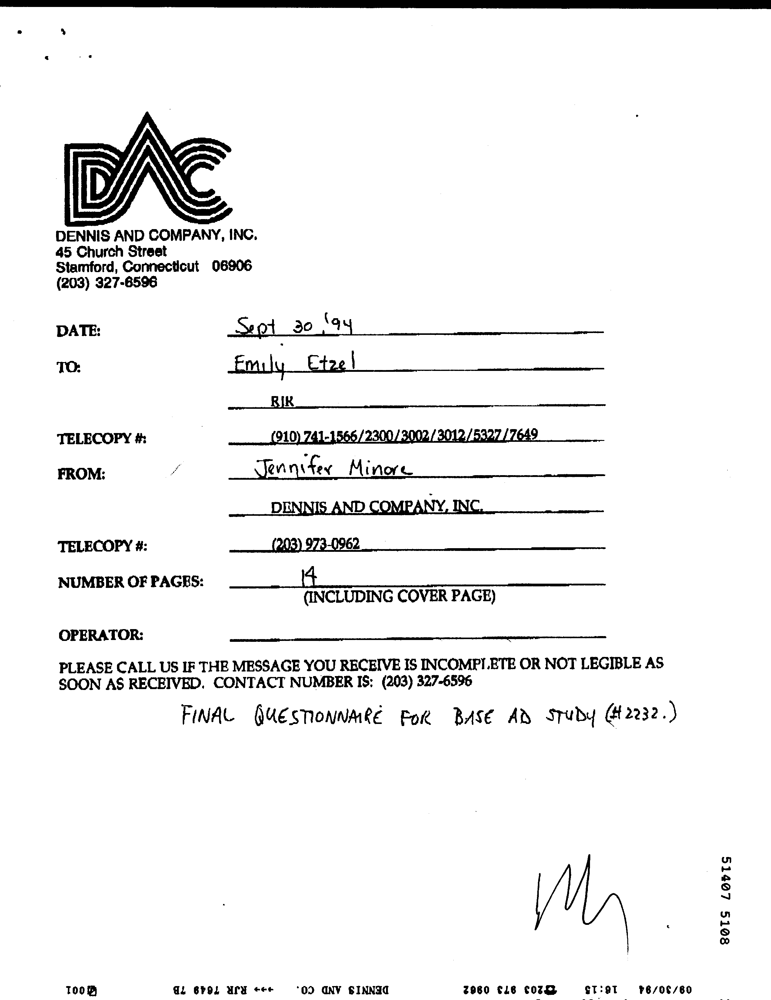 DAC
DENNIS AND COMPANY, INC.
45 Church Street
Stamford, Connecticut 06906
(203) 327-6596
DATE: Sept 30, '94
TO: Emily Etzel
RJR
TELECOPY #: (910) 741-1566/2300/3002/3012/5327/7649
FROM: Jennifer Minore
DENNIS AND COMPANY, INC.
TELECOPY #: (203) 973-0962
NUMBER OF PAGES: 14
(INCLUDING COVER PAGE)
OPERATOR:
PLEASE CALL US IF THE MESSAGE YOU RECEIVE IS INCOMPLETE OR NOT LEGIBLE AS
SOON AS RECEIVED. CONTACT NUMBER IS: (203) 327-6596
FINAL QUESTIONNAIRE FOR BASE AD STUDY (#2232.)
51407 5108
09/30/94 16:15 ☎203 973 0962 DENNIS AND CO. +++ RJR 7649 7B 001